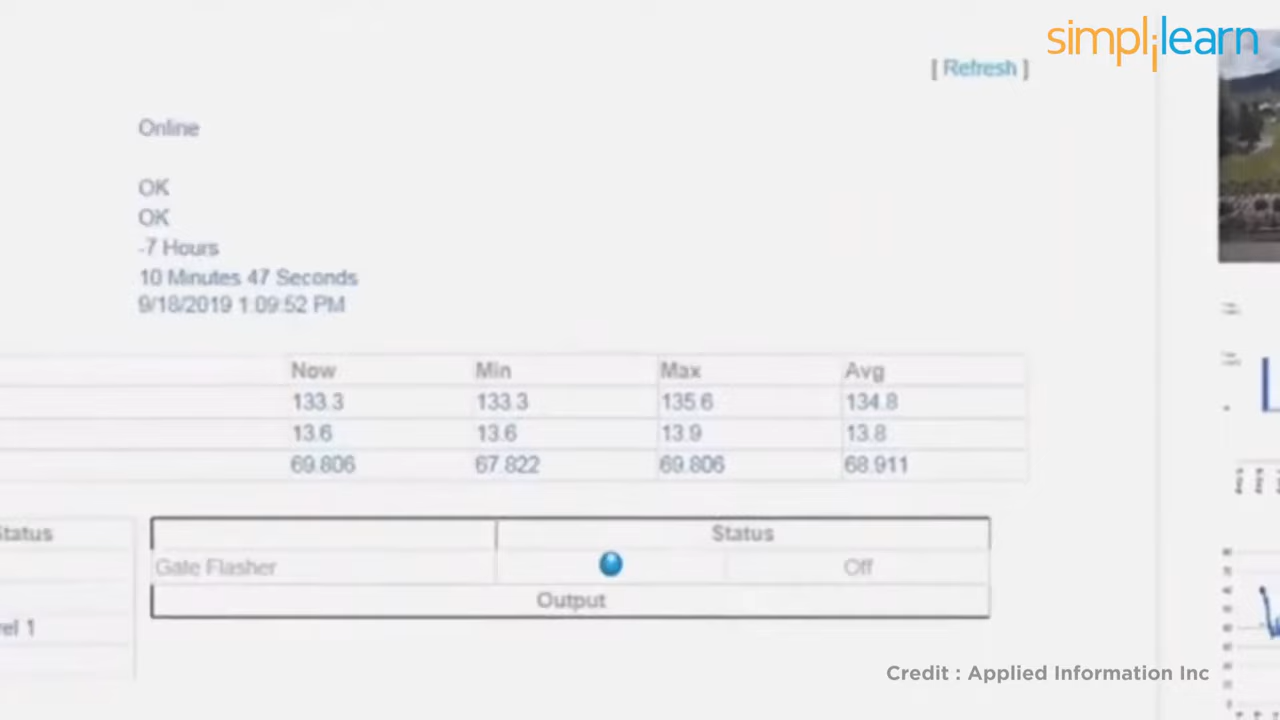 simplilearn
[ Refresh ]
Online
OK
OK
-7 Hours
10 Minutes 47 Seconds
9/18/2019 1:09:52 PM
Now Min Max Avg
133.3 133.3 135.6 134.8
13.6 13.6 13.9 13.8
69.806 67.822 69.806 68.911
Status
Status
Gate Flasher Off
Output
1
Credit : Applied Information Inc